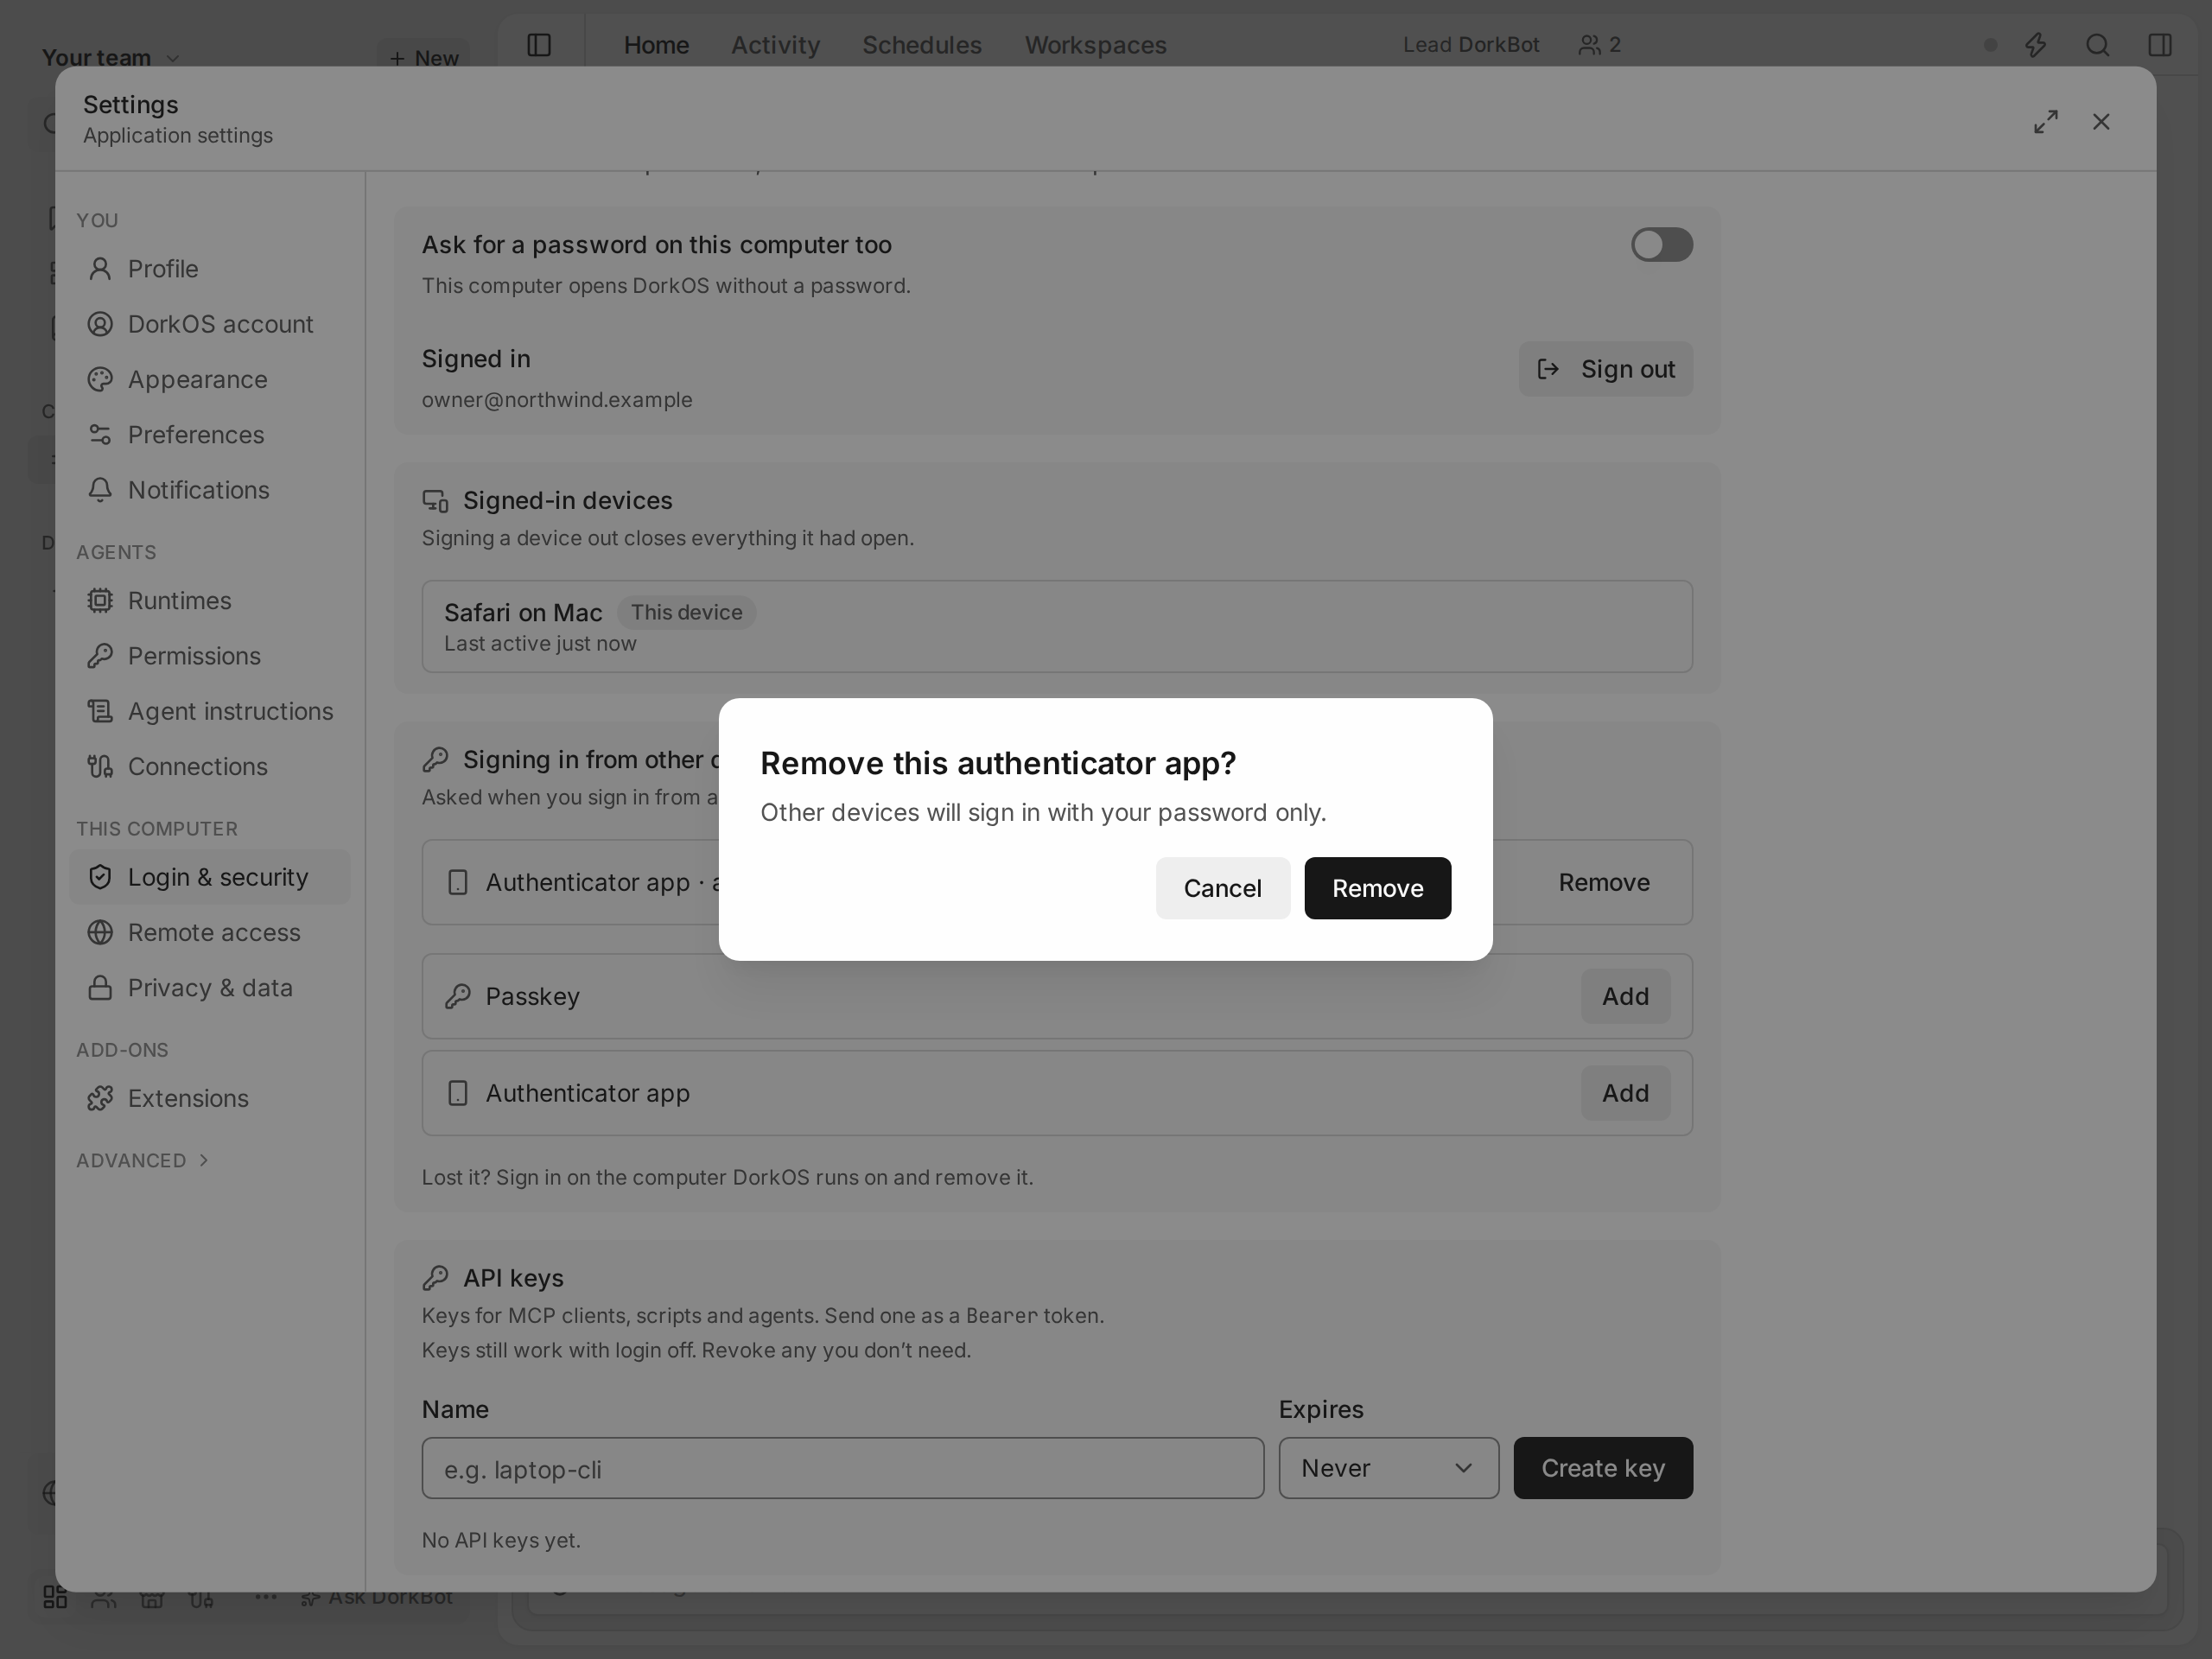 Your team
New
Home
Activity
Schedules
Workspaces
Lead DorkBot
2
Settings
Application settings
YOU
Profile
DorkOS account
Appearance
Preferences
Notifications
AGENTS
Runtimes
Permissions
Agent instructions
Connections
THIS COMPUTER
Login & security
Remote access
Privacy & data
ADD-ONS
Extensions
ADVANCED
Ask for a password on this computer too
This computer opens DorkOS without a password.
Signed in
owner@northwind.example
Sign out
Signed-in devices
Signing a device out closes everything it had open.
Safari on Mac
This device
Last active just now
Signing in from other
Asked when you sign in from
Authenticator app ·
Remove
Remove this authenticator app?
Other devices will sign in with your password only.
Cancel
Remove
Passkey
Add
Authenticator app
Add
Lost it? Sign in on the computer DorkOS runs on and remove it.
API keys
Keys for MCP clients, scripts and agents. Send one as a Bearer token.
Keys still work with login off. Revoke any you don’t need.
Name
Expires
e.g. laptop-cli
Never
Create key
No API keys yet.
Ask DorkBot